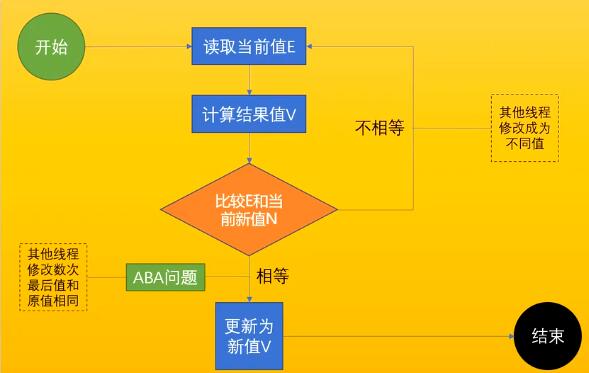 开始
读取当前值E
计算结果值V
不相等
其他线程
修改成为
不同值
比较E和当
前新值N
其他线程
修改数次
最后值和
原值相同
ABA问题
相等
更新为
新值V
结束